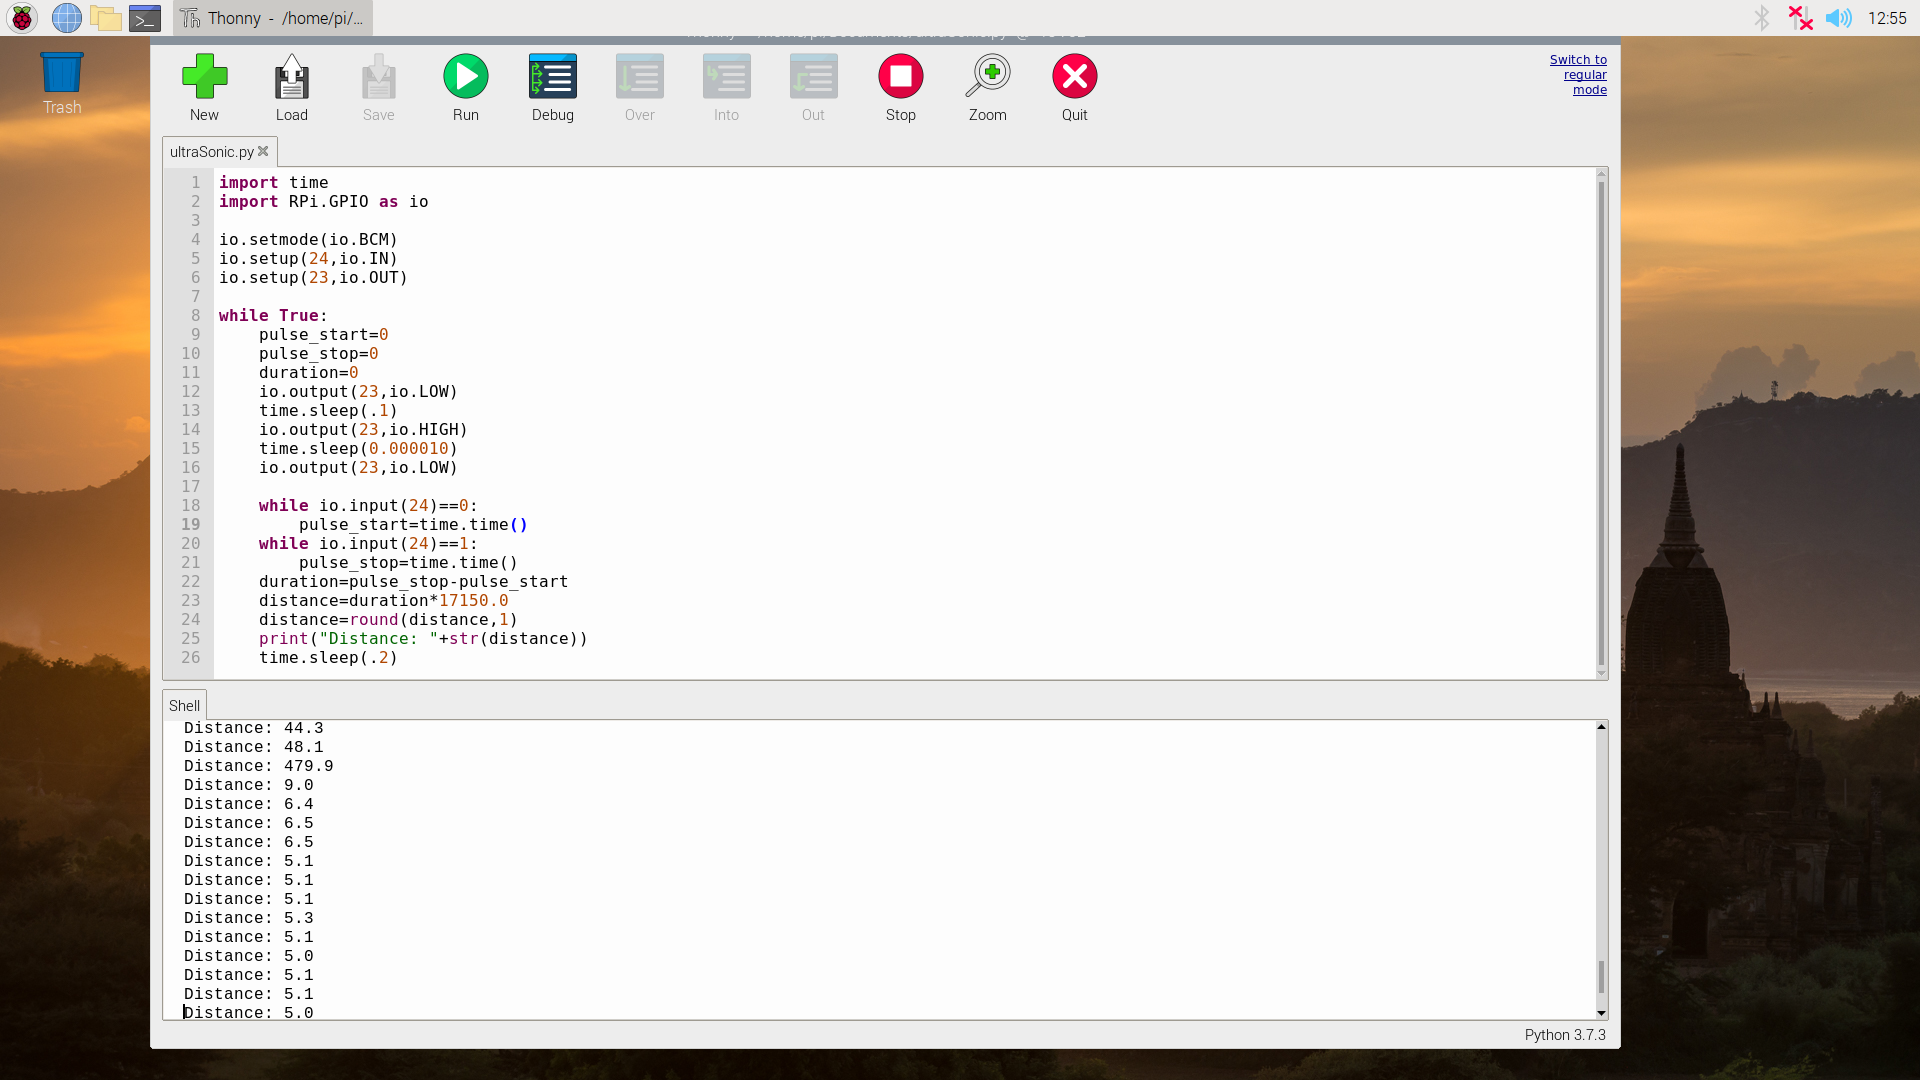 Thonny - /home/pi/...
12:55
Trash
New
Load
Save
Run
Debug
Over
Into
Out
Stop
Zoom
Quit
Switch to
regular
mode
ultraSonic.py
1 import time
2 import RPi.GPIO as io
3
4 io.setmode(io.BCM)
5 io.setup(24,io.IN)
6 io.setup(23,io.OUT)
7
8 while True:
9     pulse_start=0
10     pulse_stop=0
11     duration=0
12     io.output(23,io.LOW)
13     time.sleep(.1)
14     io.output(23,io.HIGH)
15     time.sleep(0.000010)
16     io.output(23,io.LOW)
17
18     while io.input(24)==0:
19         pulse_start=time.time()
20     while io.input(24)==1:
21         pulse_stop=time.time()
22     duration=pulse_stop-pulse_start
23     distance=duration*17150.0
24     distance=round(distance,1)
25     print("Distance: "+str(distance))
26     time.sleep(.2)
Shell
Distance: 44.3
Distance: 48.1
Distance: 479.9
Distance: 9.0
Distance: 6.4
Distance: 6.5
Distance: 6.5
Distance: 5.1
Distance: 5.1
Distance: 5.1
Distance: 5.3
Distance: 5.1
Distance: 5.0
Distance: 5.1
Distance: 5.1
Distance: 5.0
Python 3.7.3